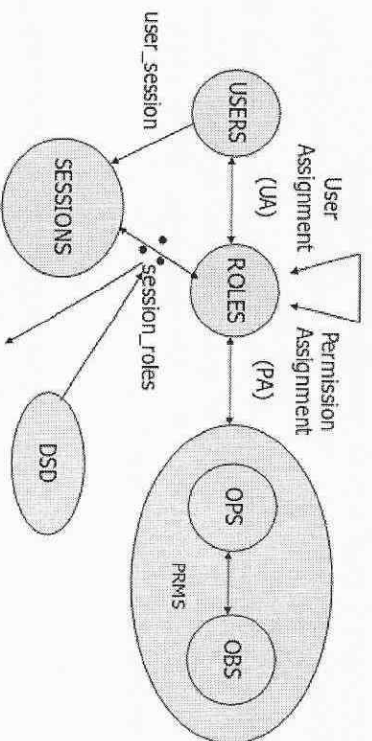 User
Assignment
Permission
Assignment
(UA)
(PA)
USERS
ROLES
OPS
OBS
user_session
session_roles
PRMS
SESSIONS
DSD